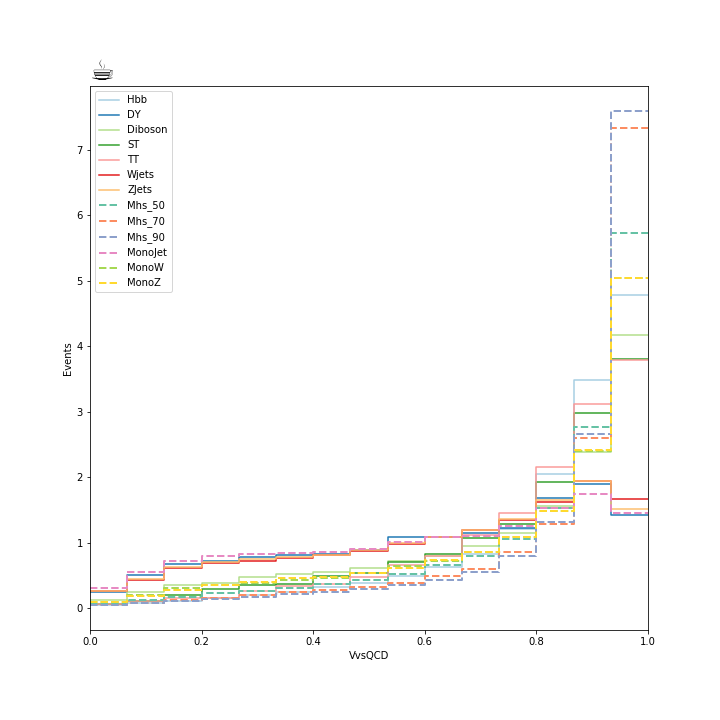 Hbb
DY
Diboson
ST
TT
Wjets
ZJets
Mhs_50
Mhs_70
Mhs_90
MonoJet
MonoW
MonoZ
7
6
5
4
3
2
1
0
Events
0.0 0.2 0.4 0.6 0.8 1.0
VvsQCD